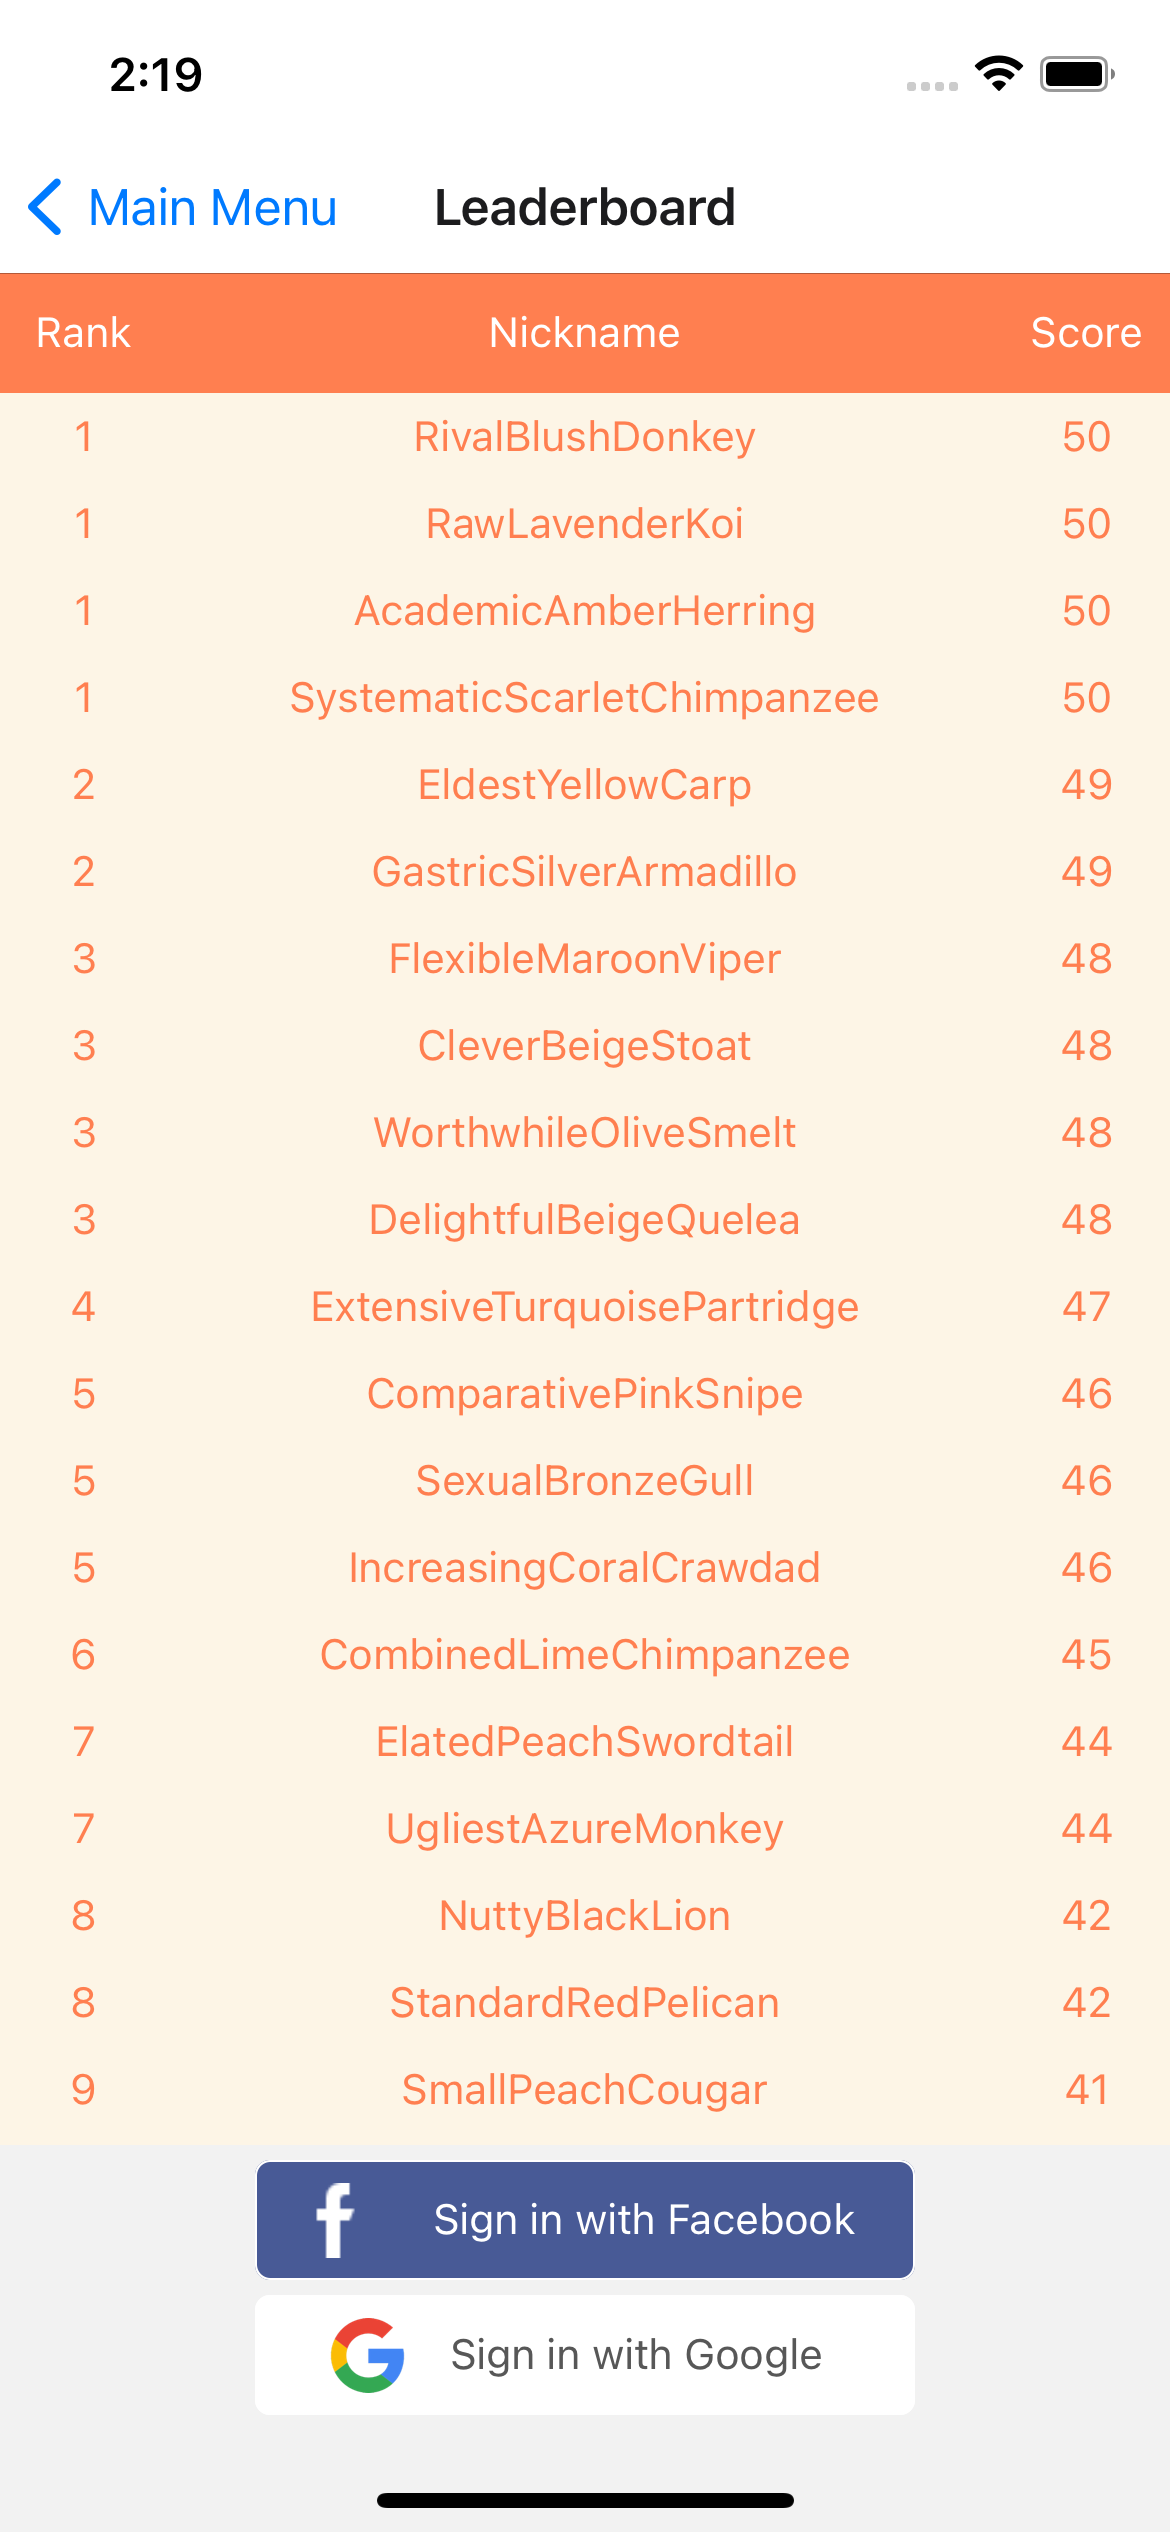 2:19
Main Menu Leaderboard
Rank Nickname Score
1 RivalBlushDonkey 50
1 RawLavenderKoi 50
1 AcademicAmberHerring 50
1 SystematicScarletChimpanzee 50
2 EldestYellowCarp 49
2 GastricSilverArmadillo 49
3 FlexibleMaroonViper 48
3 CleverBeigeStoat 48
3 WorthwhileOliveSmelt 48
3 DelightfulBeigeQuelea 48
4 ExtensiveTurquoisePartridge 47
5 ComparativePinkSnipe 46
5 SexualBronzeGull 46
5 IncreasingCoralCrawdad 46
6 CombinedLimeChimpanzee 45
7 ElatedPeachSwordtail 44
7 UgliestAzureMonkey 44
8 NuttyBlackLion 42
8 StandardRedPelican 42
9 SmallPeachCougar 41
Sign in with Facebook
Sign in with Google